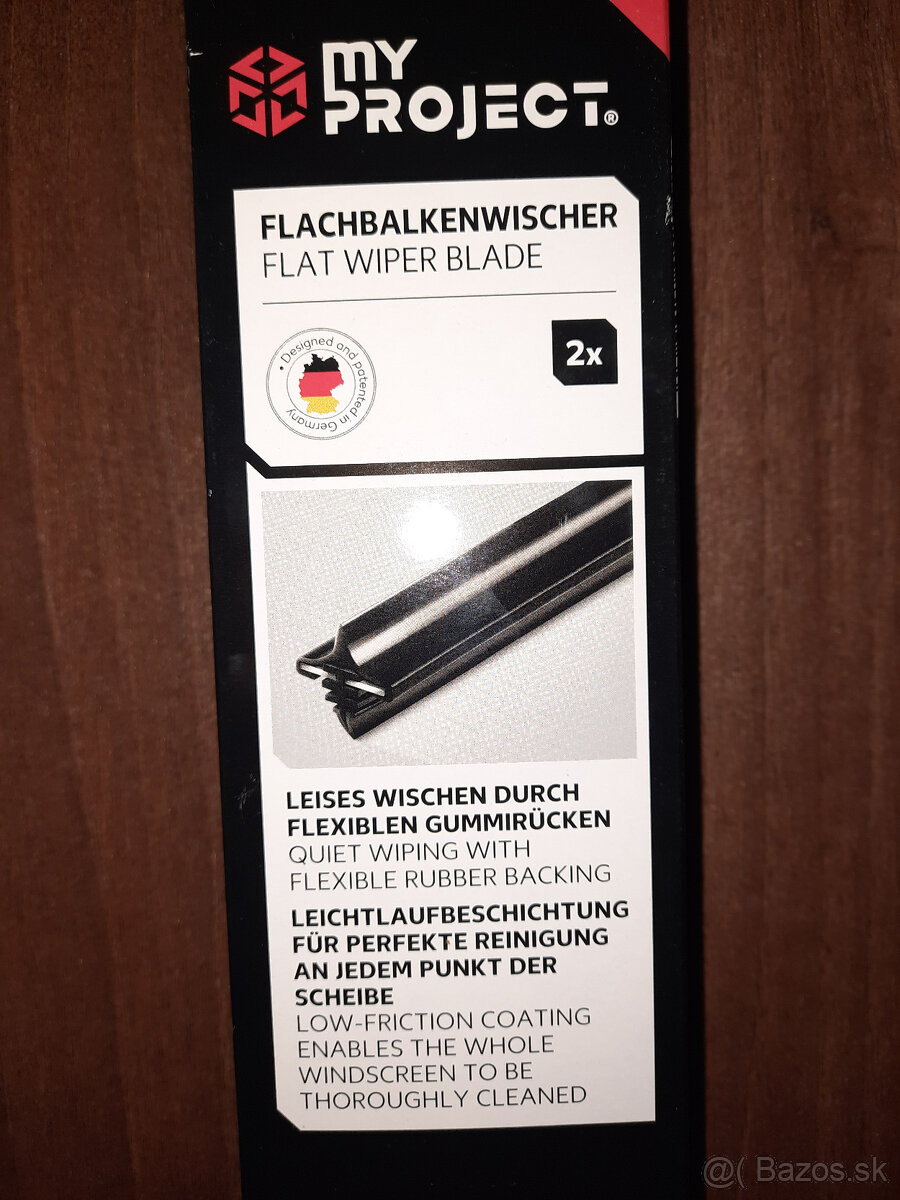 MY
PROJECT®
FLACHBALKENWISCHER
FLAT WIPER BLADE
• Designed and patented in Germany
2x
LEISES WISCHEN DURCH
FLEXIBLEN GUMMIRÜCKEN
QUIET WIPING WITH
FLEXIBLE RUBBER BACKING
LEICHTLAUFBESCHICHTUNG
FÜR PERFEKTE REINIGUNG
AN JEDEM PUNKT DER
SCHEIBE
LOW-FRICTION COATING
ENABLES THE WHOLE
WINDSCREEN TO BE
THOROUGHLY CLEANED
@( Bazos.sk